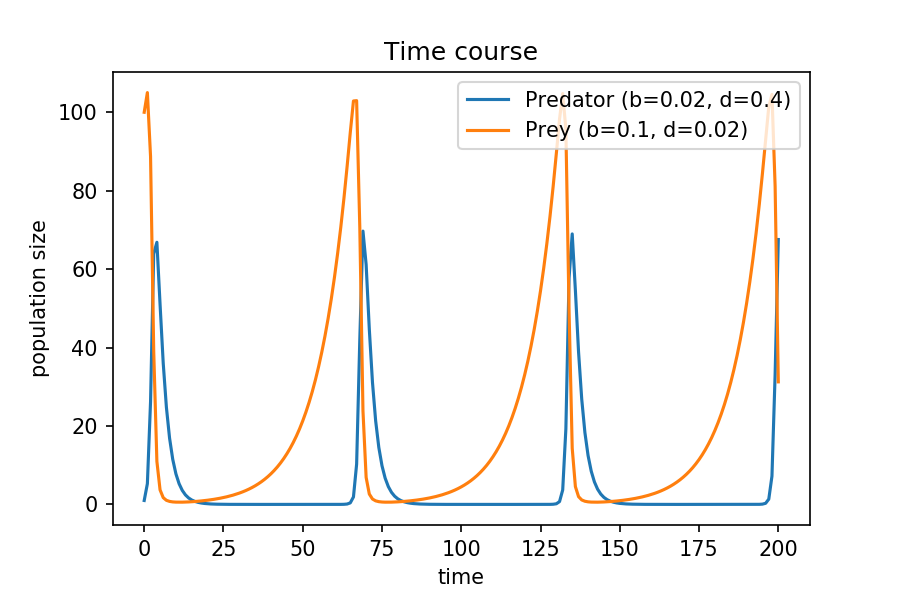 Time course
Predator (b=0.02, d=0.4)
Prey (b=0.1, d=0.02)
population size
100
80
60
40
20
0
0 25 50 75 100 125 150 175 200
time